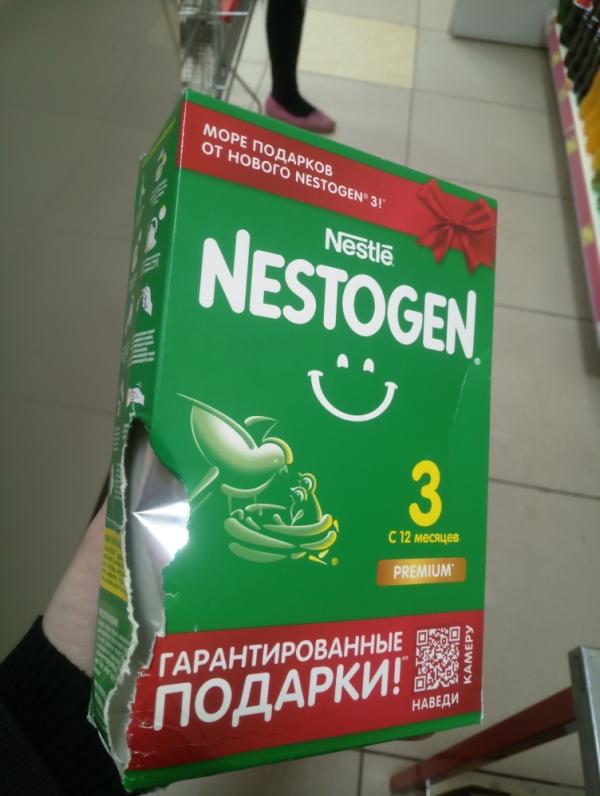 МОРЕ ПОДАРКОВ
ОТ НОВОГО NESTOGEN® 3!*
Nestlé
NESTOGEN®
3
С 12 месяцев
PREMIUM*
ГАРАНТИРОВАННЫЕ
ПОДАРКИ!
НАВЕДИ
КАМЕРУ